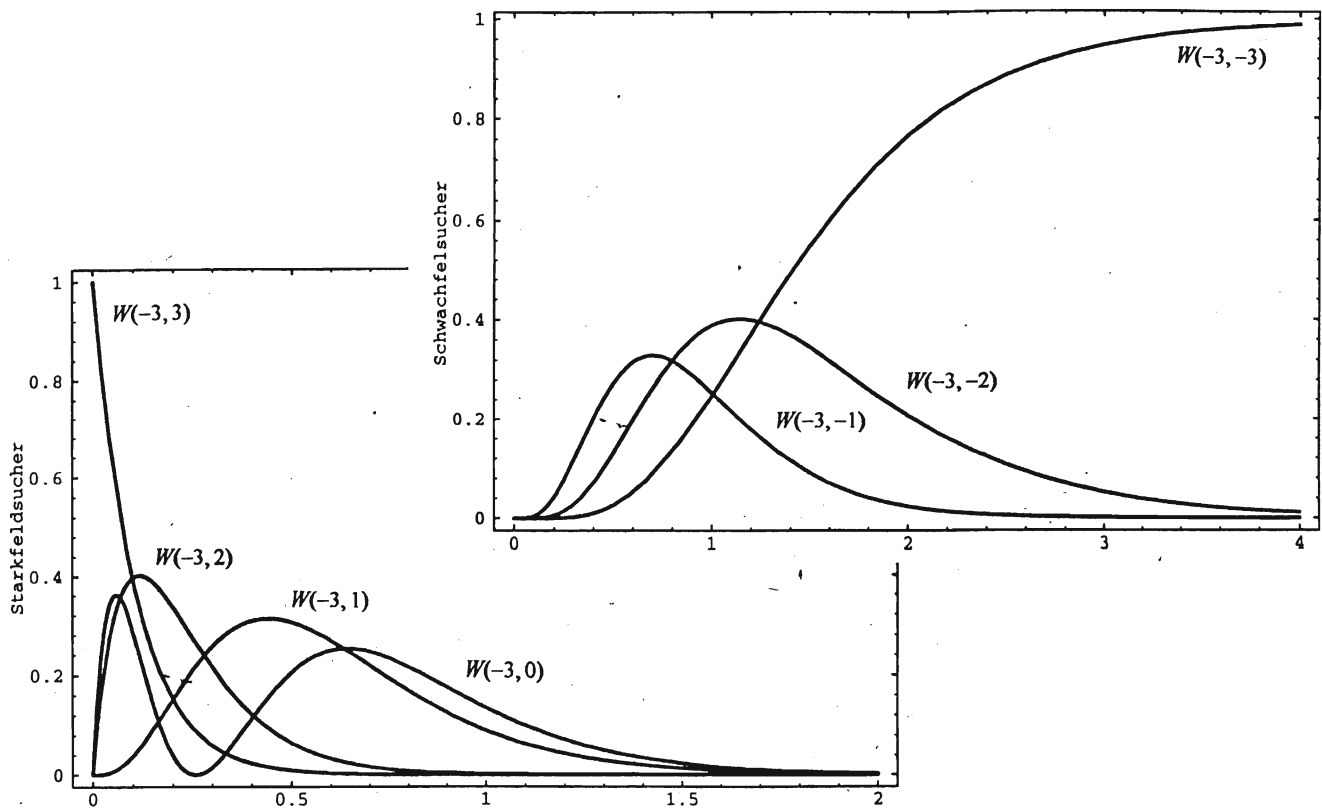 1
W(−3,−3)
0.8
Schwachfelsucher
0.6
0.4
W(−3,−2)
0.2
W(−3,−1)
0
0 1 2 3 4
1
W(−3,3)
0.8
Starkfeldsucher
0.6
W(−3,2)
0.4
W(−3,1)
0.2
W(−3,0)
0
0 0.5 1 1.5 2